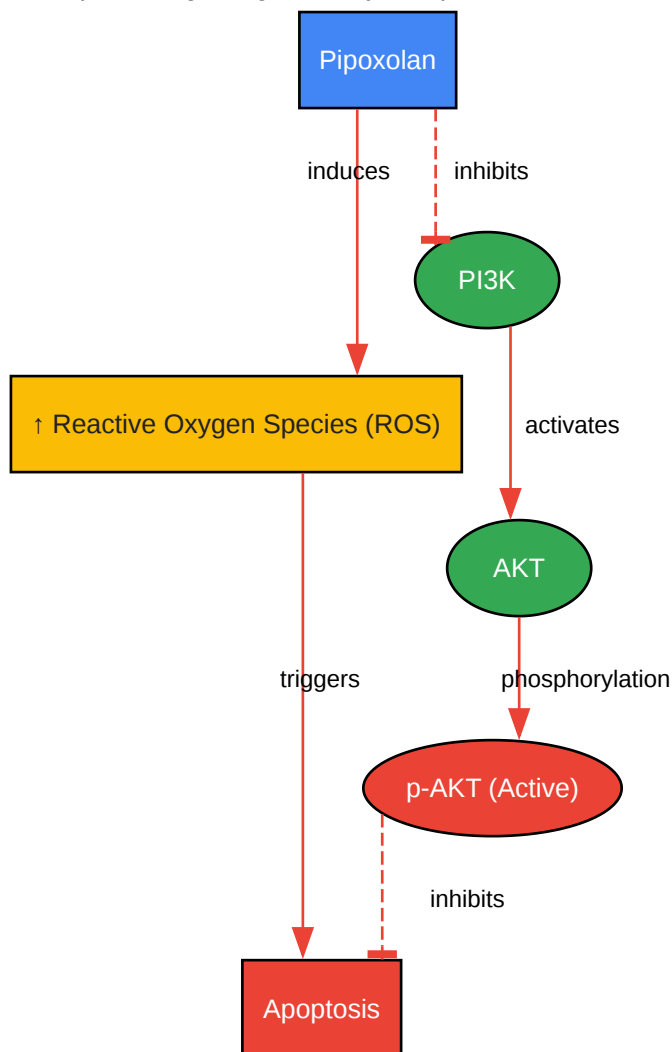 Pipoxolan
induces
inhibits
PI3K
↑ Reactive Oxygen Species (ROS)
activates
AKT
triggers
phosphorylation
p-AKT (Active)
inhibits
Apoptosis